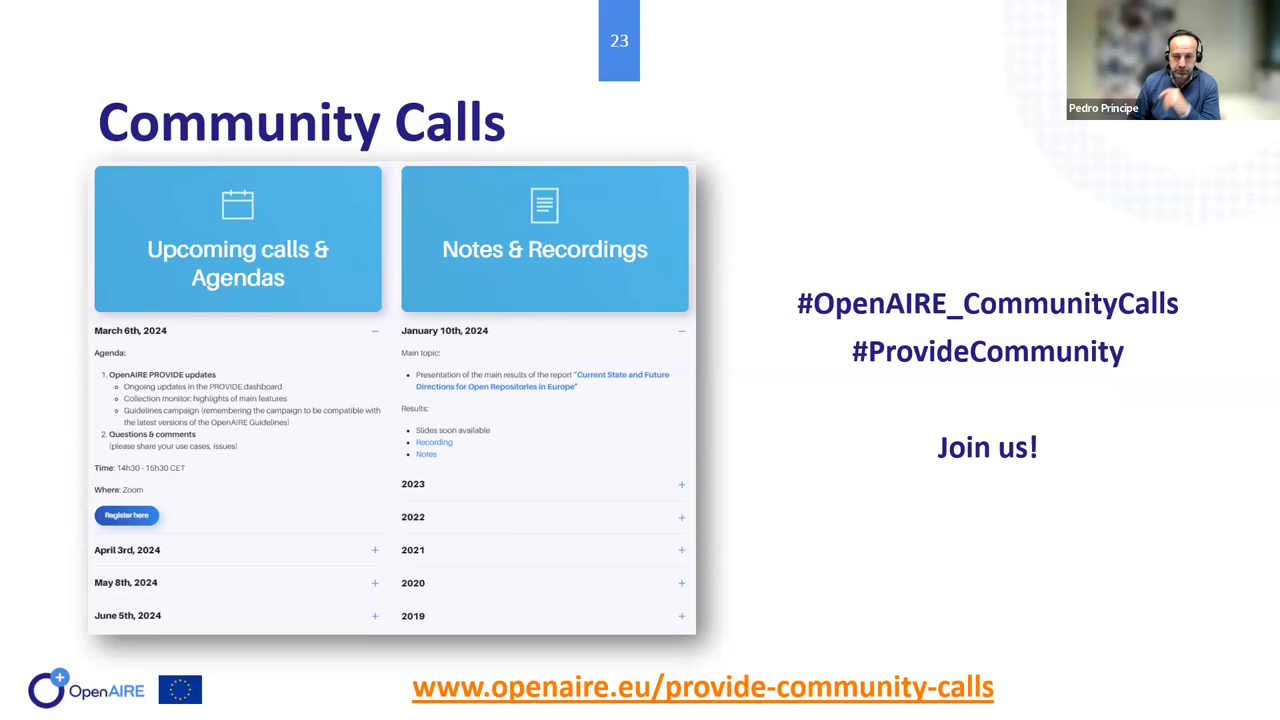 23
Pedro Principe
Community Calls
Upcoming calls &
Agendas
March 6th, 2024
Agenda:
1. OpenAIRE PROVIDE updates
Ongoing updates in the PROVIDE dashboard
Collection monitor: highlights of main features
Guidelines campaign (remembering the campaign to be compatible with
the latest versions of the OpenAIRE Guidelines)
2. Questions & comments
(please share your use cases, issues)
Time: 14h30 - 15h30 CET
Where: Zoom
Register here
April 3rd, 2024
May 8th, 2024
June 5th, 2024
Notes & Recordings
January 10th, 2024
Main topic:
Presentation of the main results of the report "Current State and Future
Directions for Open Repositories in Europe"
Results:
Slides soon available
Recording
Notes
2023
2022
2021
2020
2019
#OpenAIRE_CommunityCalls
#ProvideCommunity
Join us!
OpenAIRE
www.openaire.eu/provide-community-calls